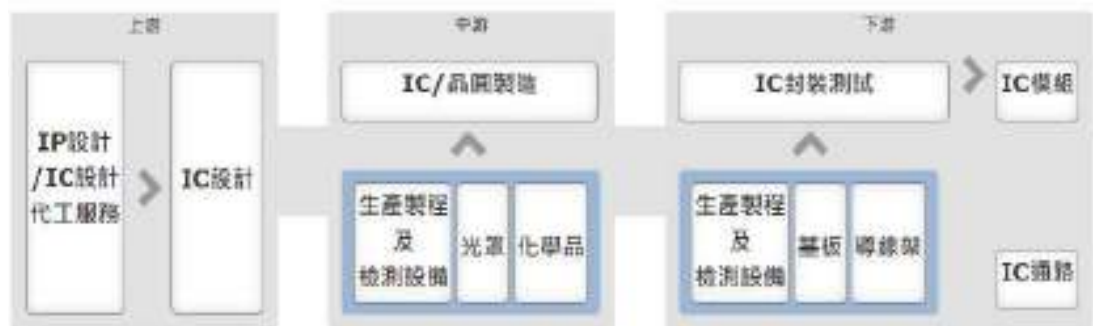 上游
中游
下游
IP設計
/IC設計
代工服務
IC設計
IC/晶圓製造
生產製程
及
檢測設備
光罩
化學品
IC封裝測試
IC模組
生產製程
及
檢測設備
基板
導線架
IC通路